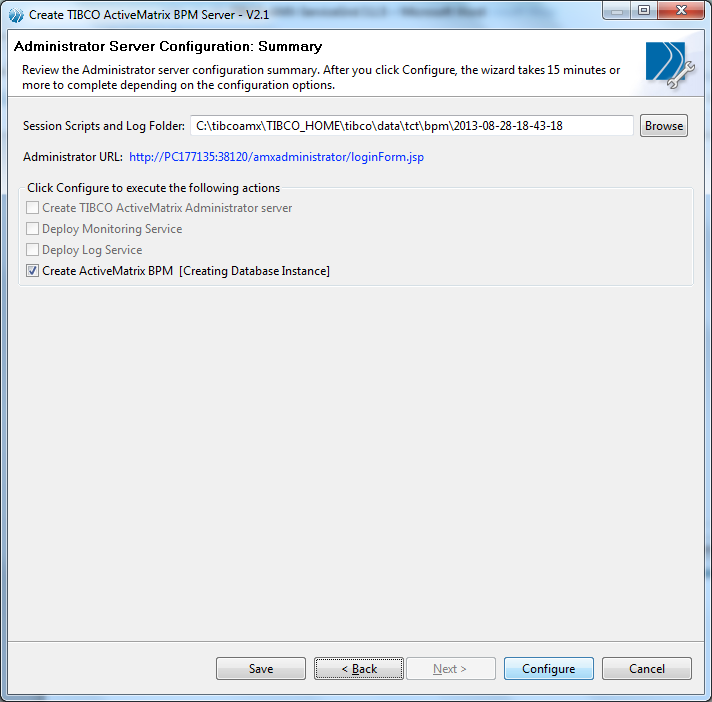 Create TIBCO ActiveMatrix BPM Server - V2.1
Administrator Server Configuration: Summary
Review the Administrator server configuration summary. After you click Configure, the wizard takes 15 minutes or
more to complete depending on the configuration options.
Session Scripts and Log Folder: C:\tibcoamx\TIBCO_HOME\tibco\data\tct\bpm\2013-08-28-18-43-18 Browse
Administrator URL: http://PC177135:38120/amxadministrator/loginForm.jsp
Click Configure to execute the following actions
Create TIBCO ActiveMatrix Administrator server
Deploy Monitoring Service
Deploy Log Service
Create ActiveMatrix BPM [Creating Database Instance]
Save < Back Next > Configure Cancel